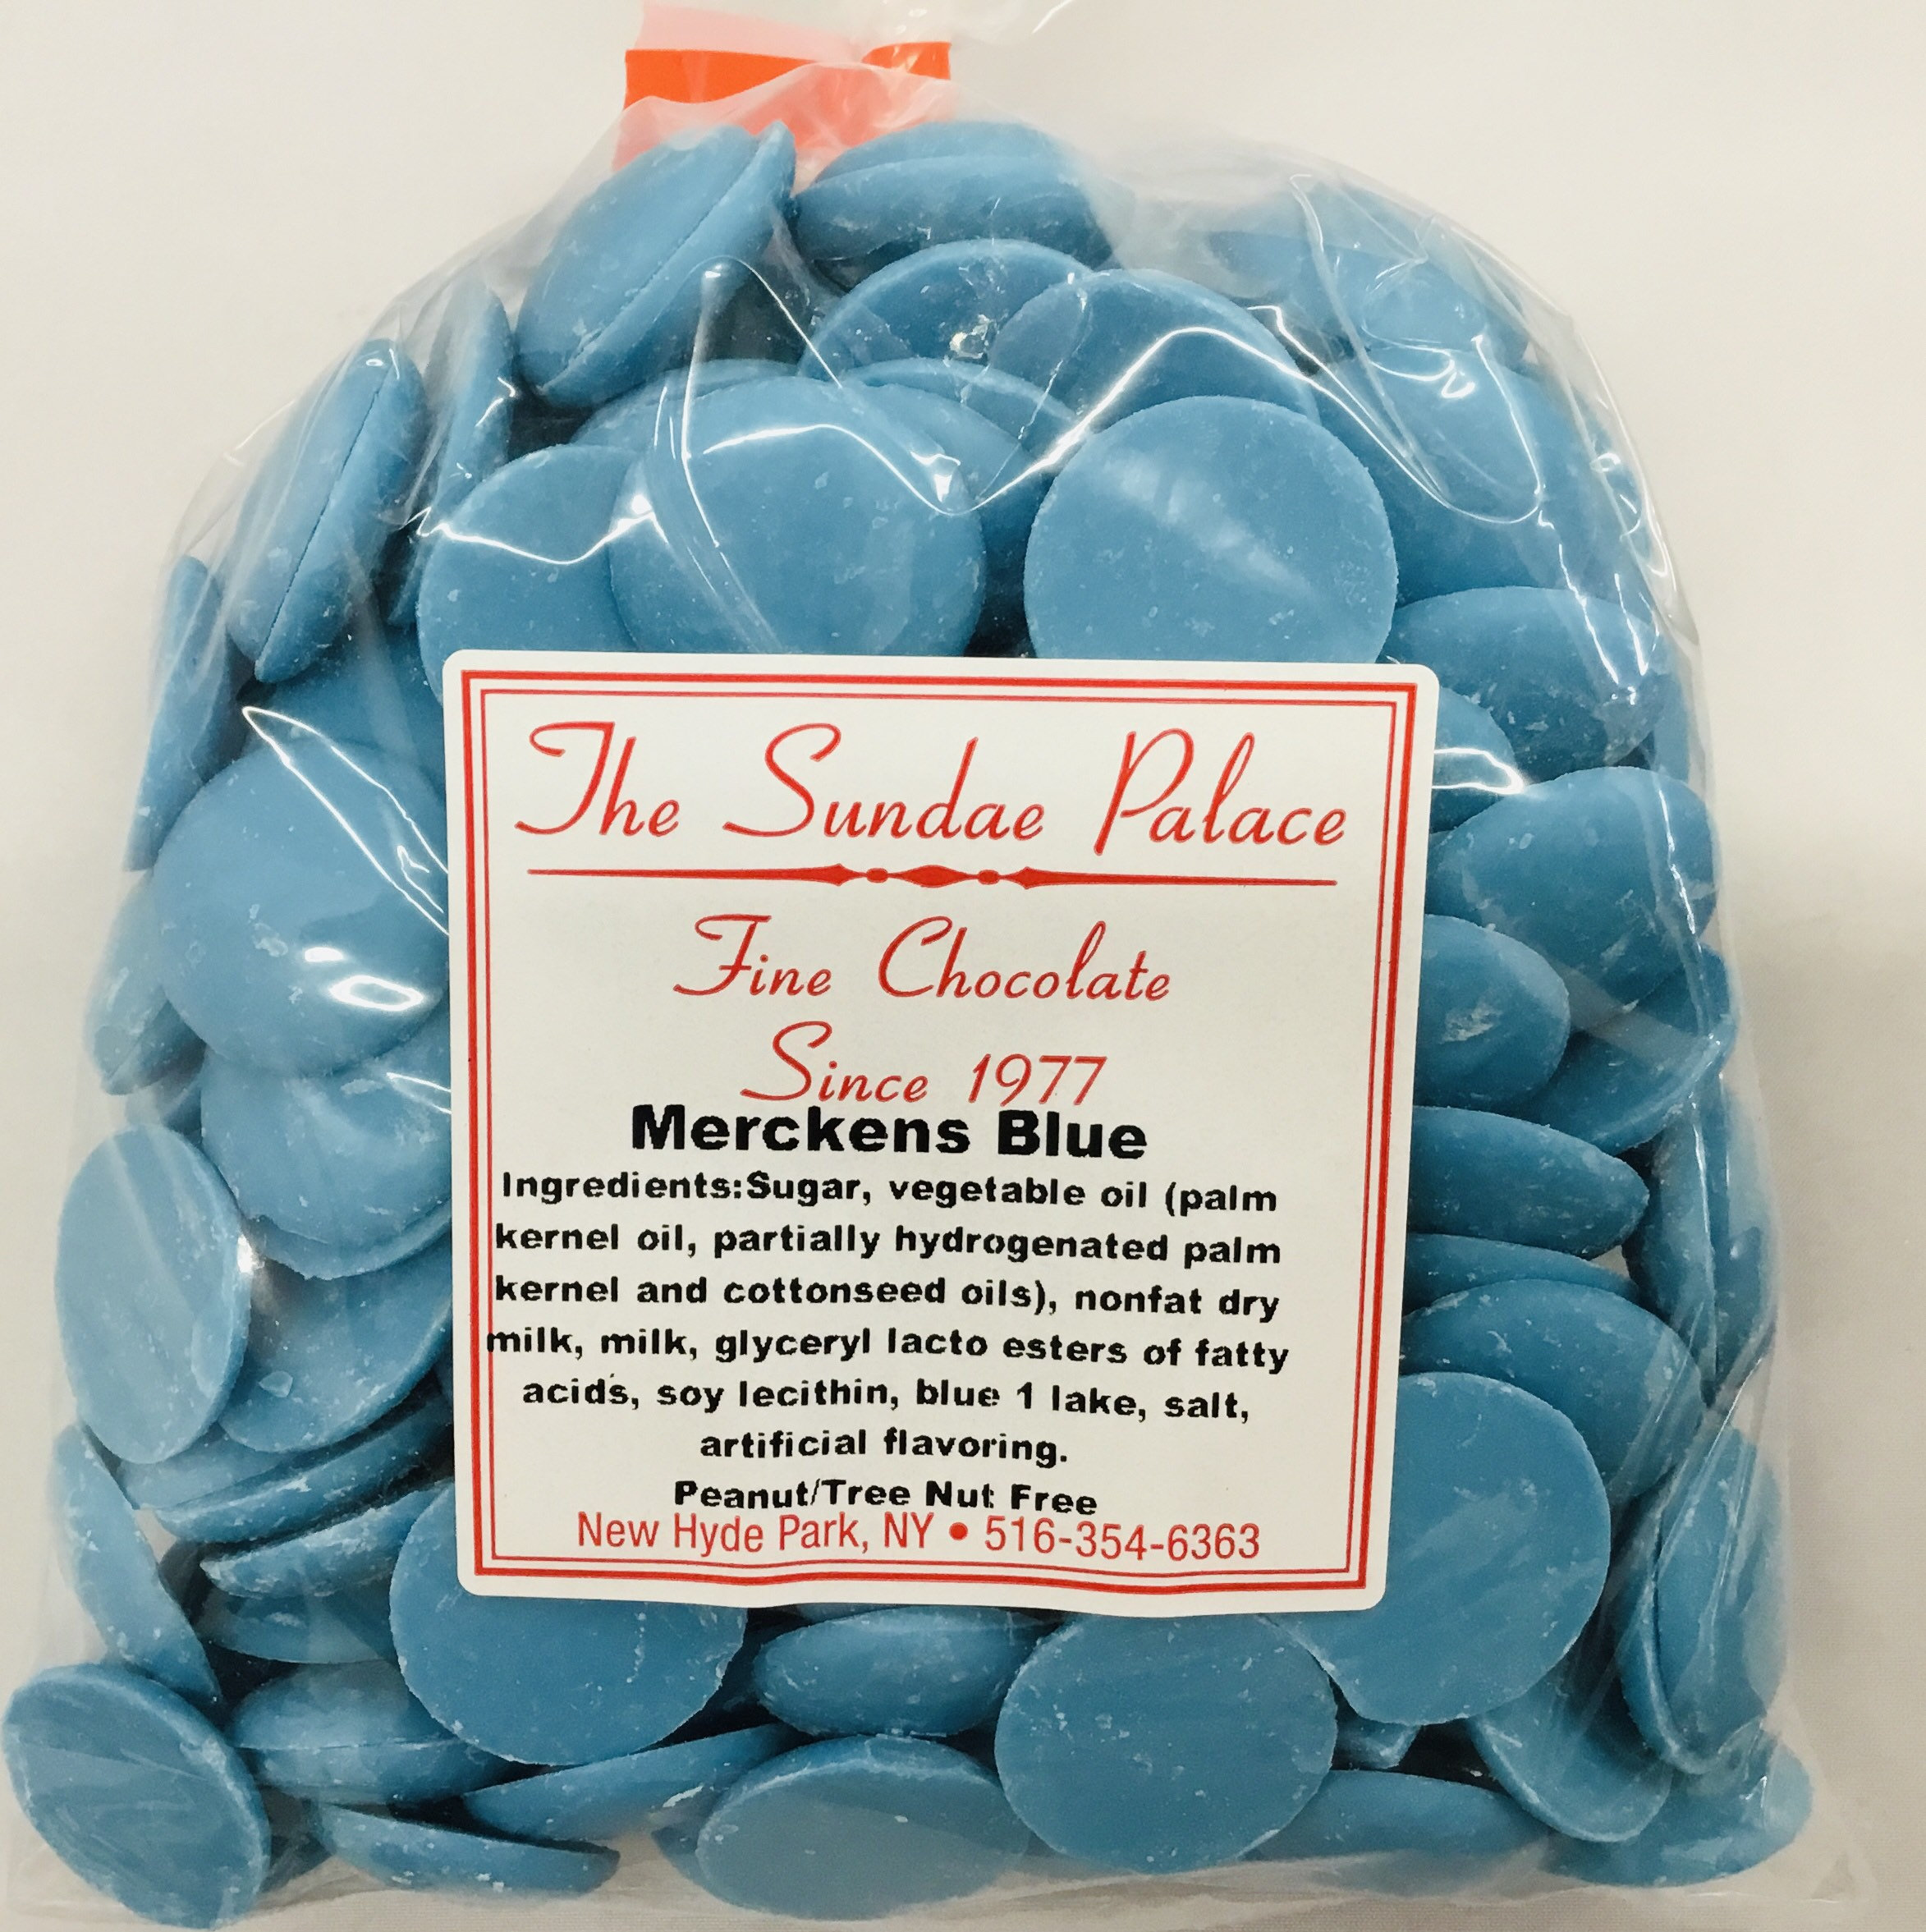 The Sundae Palace
Fine Chocolate
Since 1977
Merckens Blue
Ingredients:Sugar, vegetable oil (palm
kernel oil, partially hydrogenated palm
kernel and cottonseed oils), nonfat dry
milk, milk, glyceryl lacto esters of fatty
acids, soy lecithin, blue 1 lake, salt,
artificial flavoring.
Peanut/Tree Nut Free
New Hyde Park, NY • 516-354-6363